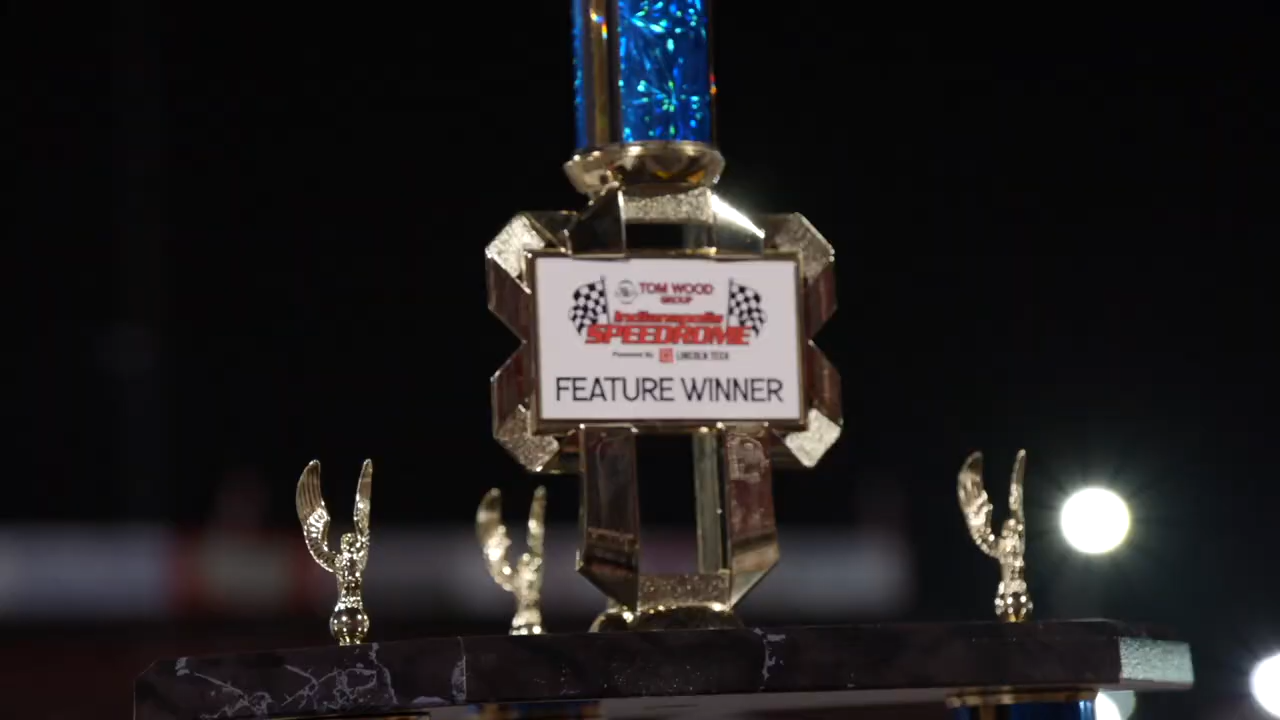 TOM WOOD
GROUP
Indianapolis
SPEEDROME
Powered By LINCOLN TECH
FEATURE WINNER